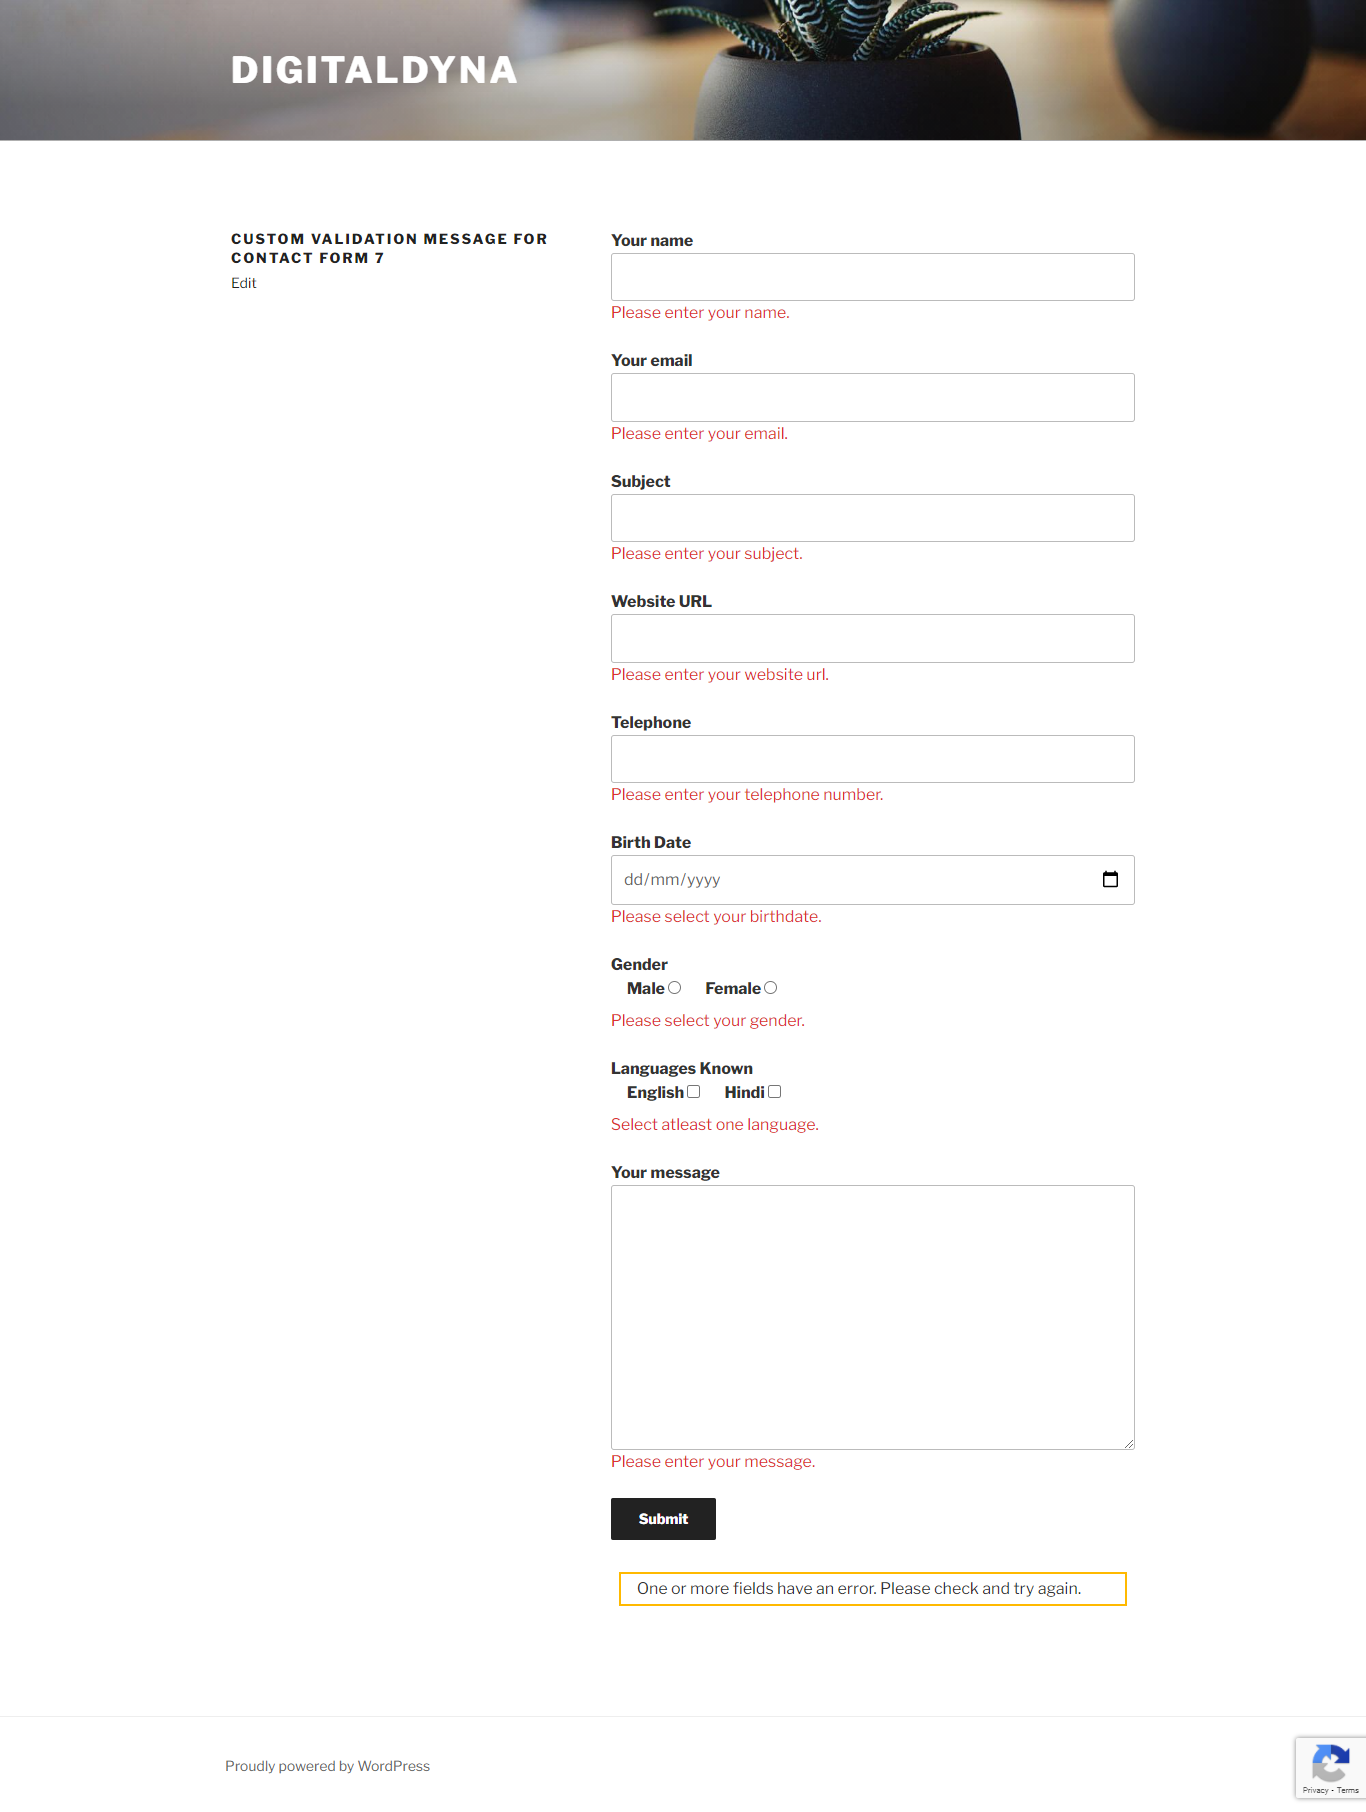 DIGITALDYNA
CUSTOM VALIDATION MESSAGE FOR
CONTACT FORM 7
Edit
Your name
Please enter your name.
Your email
Please enter your email.
Subject
Please enter your subject.
Website URL
Please enter your website url.
Telephone
Please enter your telephone number.
Birth Date
dd/mm/yyyy
Please select your birthdate.
Gender
Male Female
Please select your gender.
Languages Known
English Hindi
Select atleast one language.
Your message
Please enter your message.
Submit
One or more fields have an error. Please check and try again.
Proudly powered by WordPress
Privacy - Terms